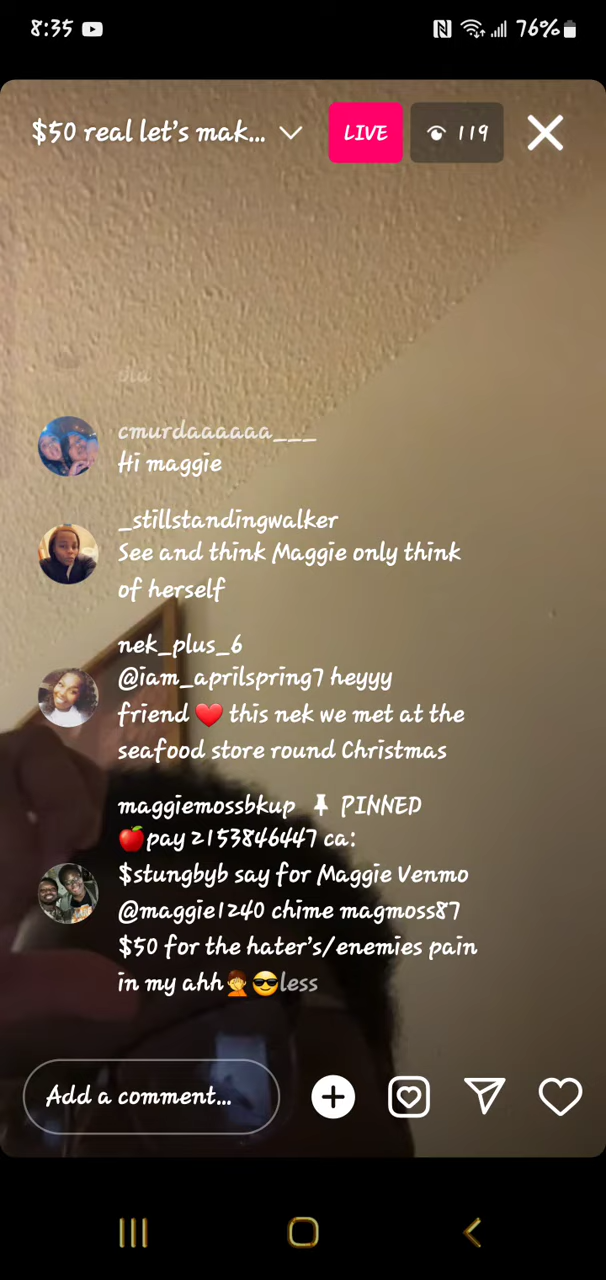 8:35
76%
$50 real let's mak...
LIVE
119
cmurdaaaaaa___
Hi maggie
_stillstandingwalker
See and think Maggie only think
of herself
nek_plus_6
@iam_aprilspring7 heyyy
friend ❤️ this nek we met at the
seafood store round Christmas
maggiemossbkup 📌 PINNED
🍎pay 2153846447 ca:
$stungbyb say for Maggie Venmo
@maggie1240 chime magmoss87
$50 for the hater's/enemies pain
in my ahh🤦😎less
Add a comment...